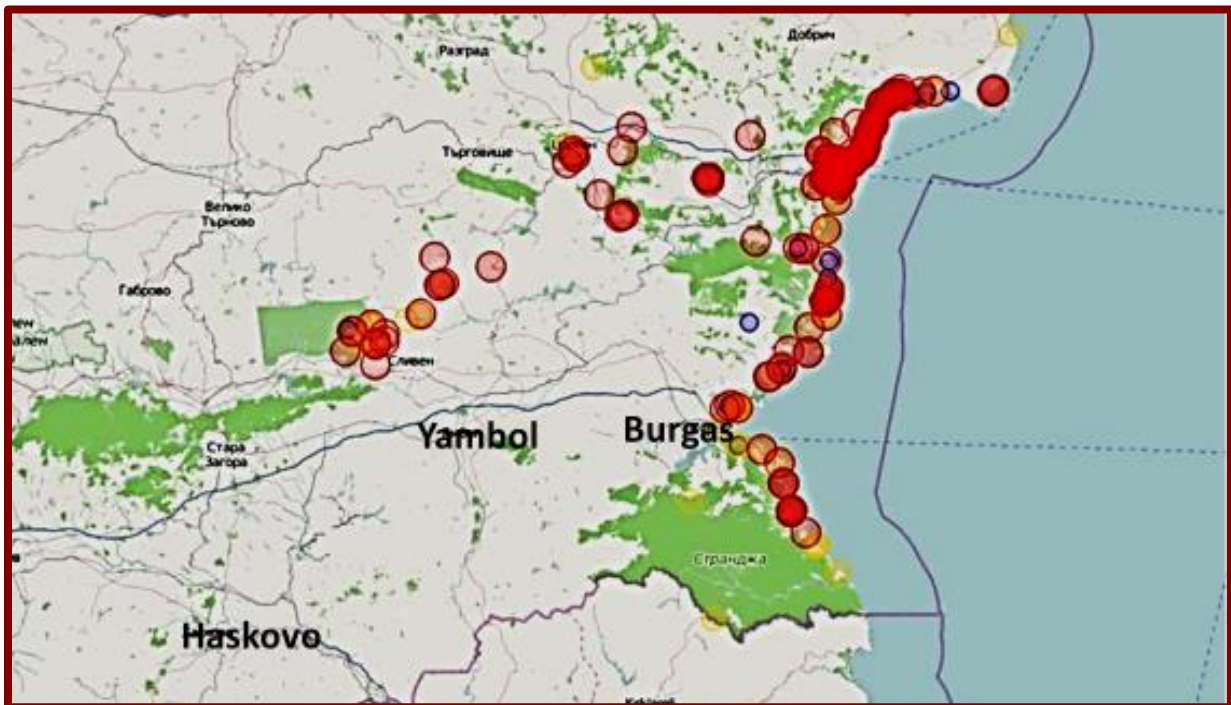 Добрич
Разград
Търговище
Велико
Търново
Габрово
Сливен
Yambol
Burgas
Стара
Загора
Странджа
Haskovo